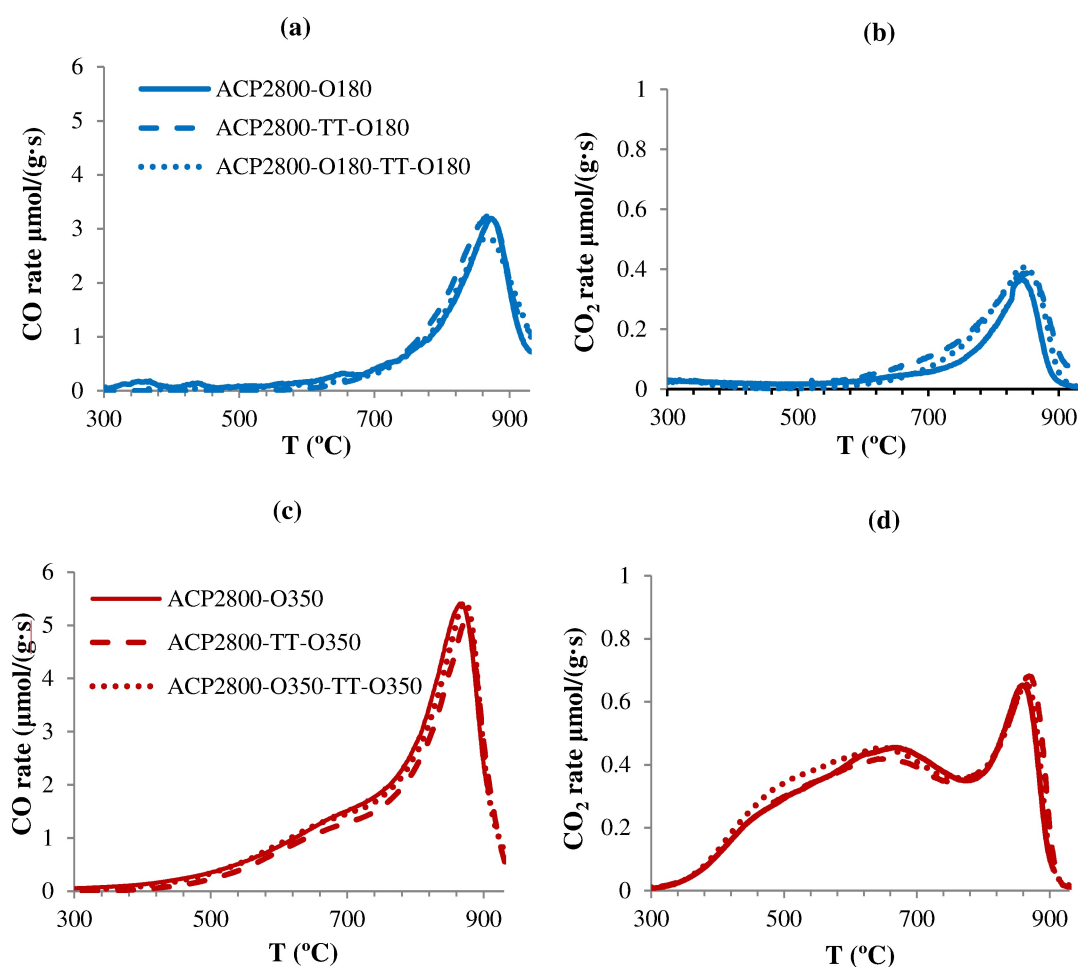 (a)
6
5
4
3
2
1
0
300
500
700
900
CO rate µmol/(g·s)
T (ºC)
ACP2800-O180
ACP2800-TT-O180
ACP2800-O180-TT-O180
(b)
1
0.8
0.6
0.4
0.2
0
300
500
700
900
CO₂ rate µmol/(g·s)
T (ºC)
(c)
6
5
4
3
2
1
0
300
500
700
900
CO rate (µmol/(g·s)
T (ºC)
ACP2800-O350
ACP2800-TT-O350
ACP2800-O350-TT-O350
(d)
1
0.8
0.6
0.4
0.2
0
300
500
700
900
CO₂ rate µmol/(g·s)
T (ºC)